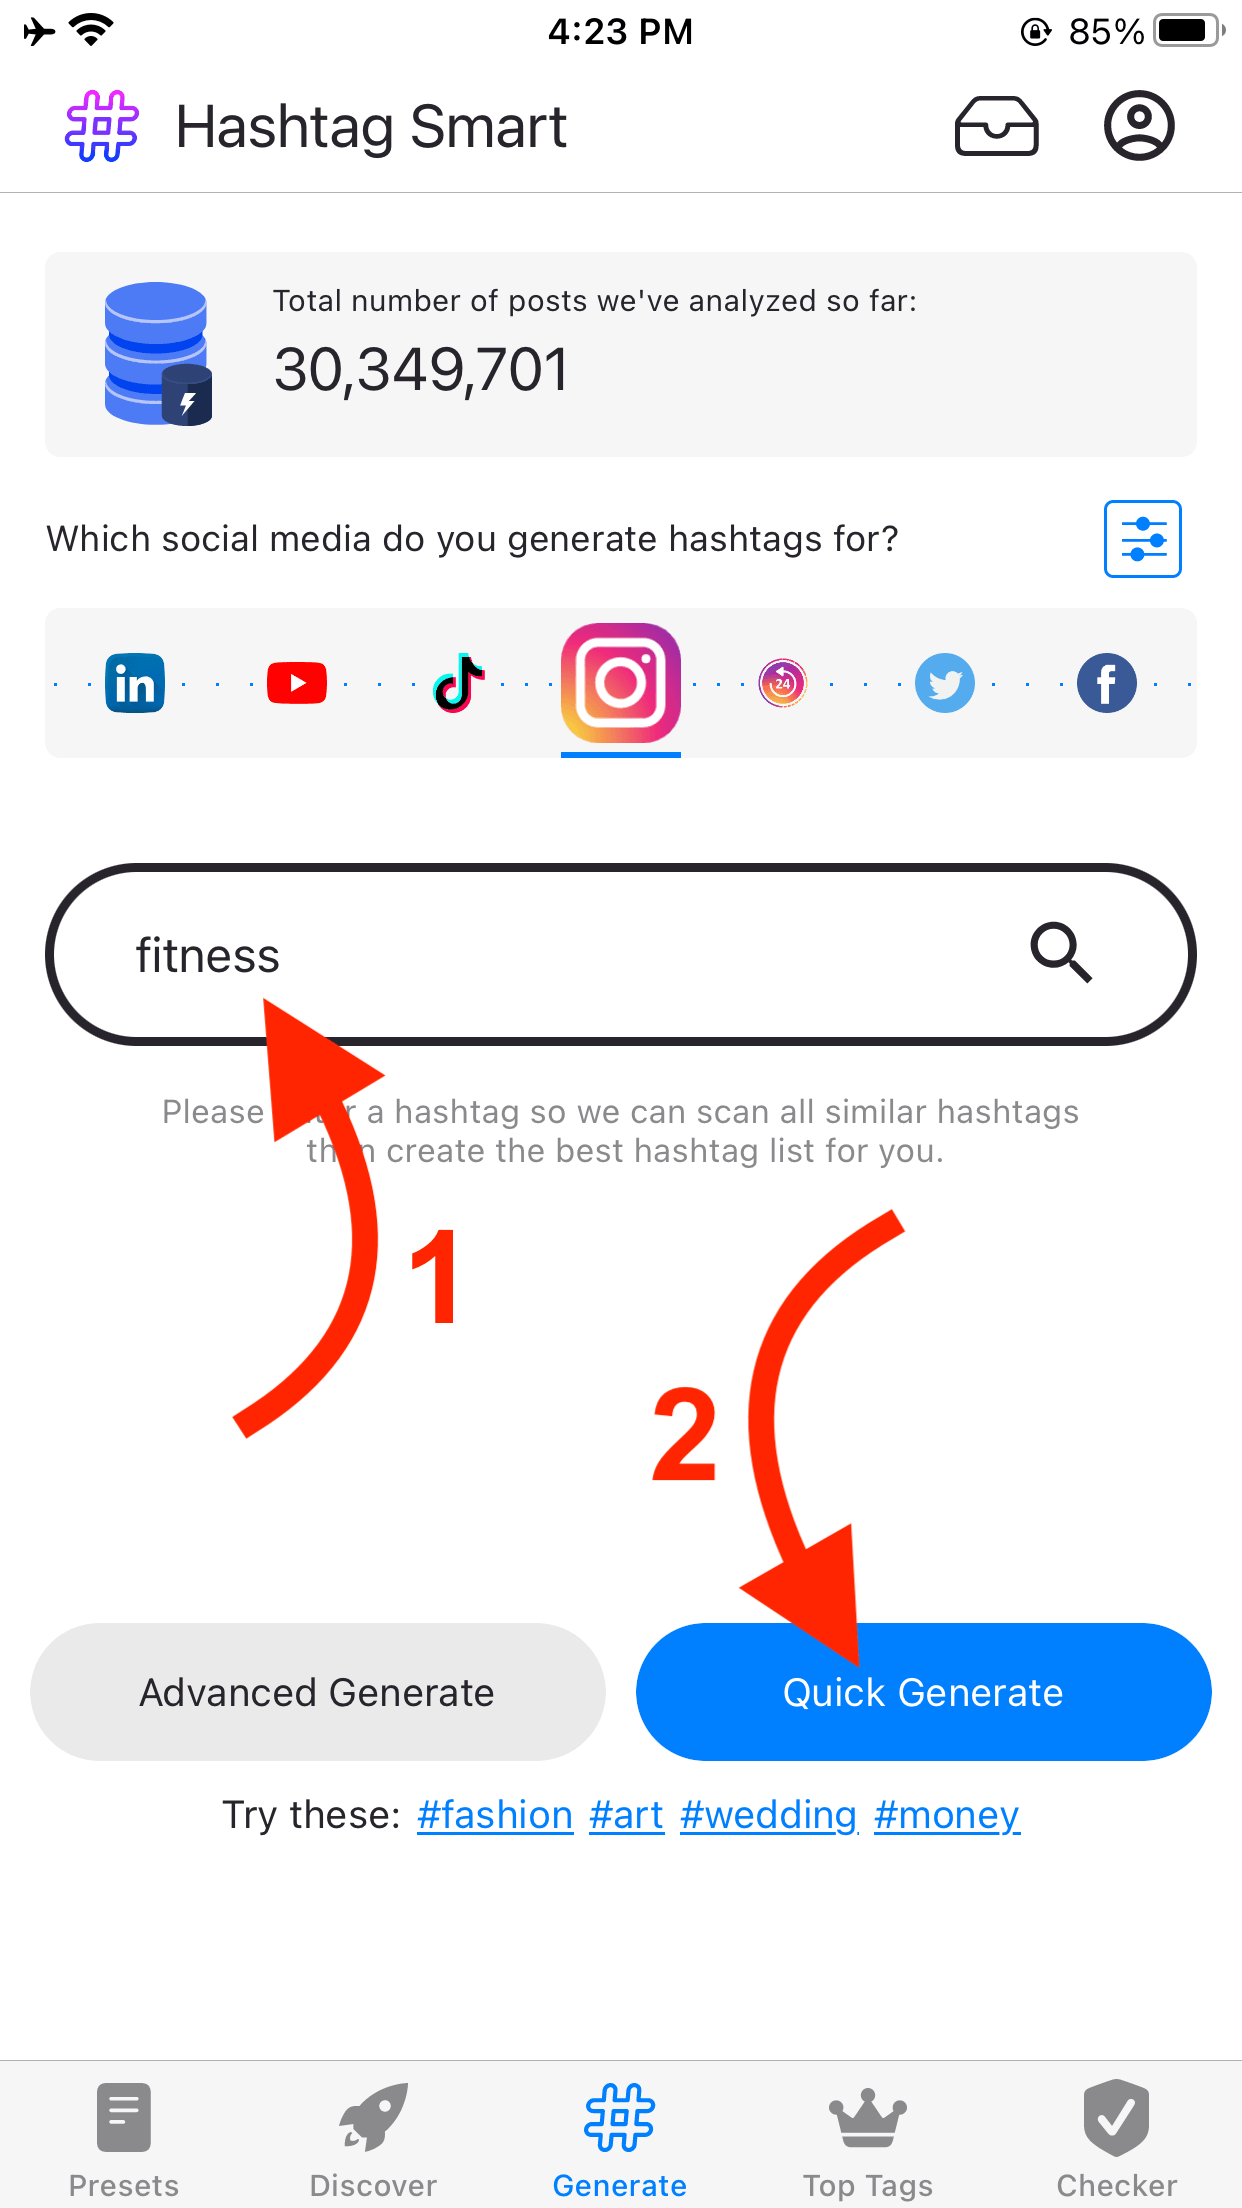 4:23 PM
85%
Hashtag Smart
Total number of posts we've analyzed so far:
30,349,701
Which social media do you generate hashtags for?
in
24
f
fitness
Please a hashtag so we can scan all similar hashtags
create the best hashtag list for you.
1
2
Advanced Generate
Quick Generate
Try these: #fashion #art #wedding #money
Presets
Discover
Generate
Top Tags
Checker